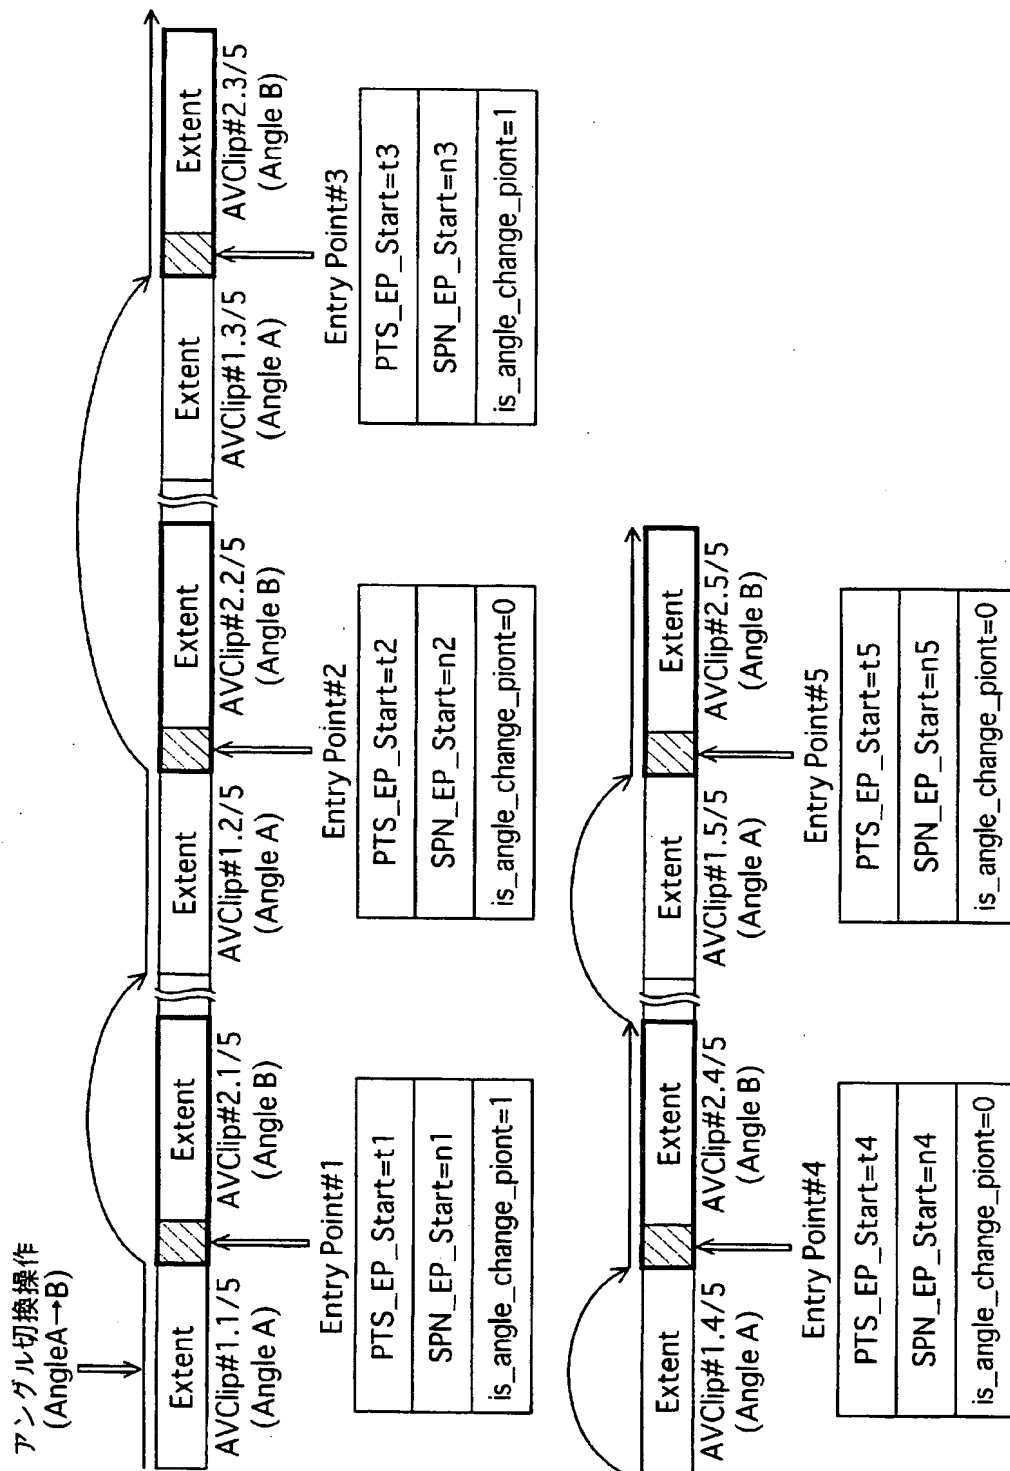 アングル切換操作
(AngleA→B)
Extent
AVClip#1.1/5
(Angle A)
Extent
AVClip#2.1/5
(Angle B)
Extent
AVClip#1.2/5
(Angle A)
Extent
AVClip#2.2/5
(Angle B)
Extent
AVClip#1.3/5
(Angle A)
Extent
AVClip#2.3/5
(Angle B)
Entry Point#1
PTS_EP_Start=t1
SPN_EP_Start=n1
is_angle_change_piont=1
Entry Point#2
PTS_EP_Start=t2
SPN_EP_Start=n2
is_angle_change_piont=0
Entry Point#3
PTS_EP_Start=t3
SPN_EP_Start=n3
is_angle_change_piont=1
Extent
AVClip#1.4/5
(Angle A)
Extent
AVClip#2.4/5
(Angle B)
Extent
AVClip#1.5/5
(Angle A)
Extent
AVClip#2.5/5
(Angle B)
Entry Point#4
PTS_EP_Start=t4
SPN_EP_Start=n4
is_angle_change_piont=0
Entry Point#5
PTS_EP_Start=t5
SPN_EP_Start=n5
is_angle_change_piont=0